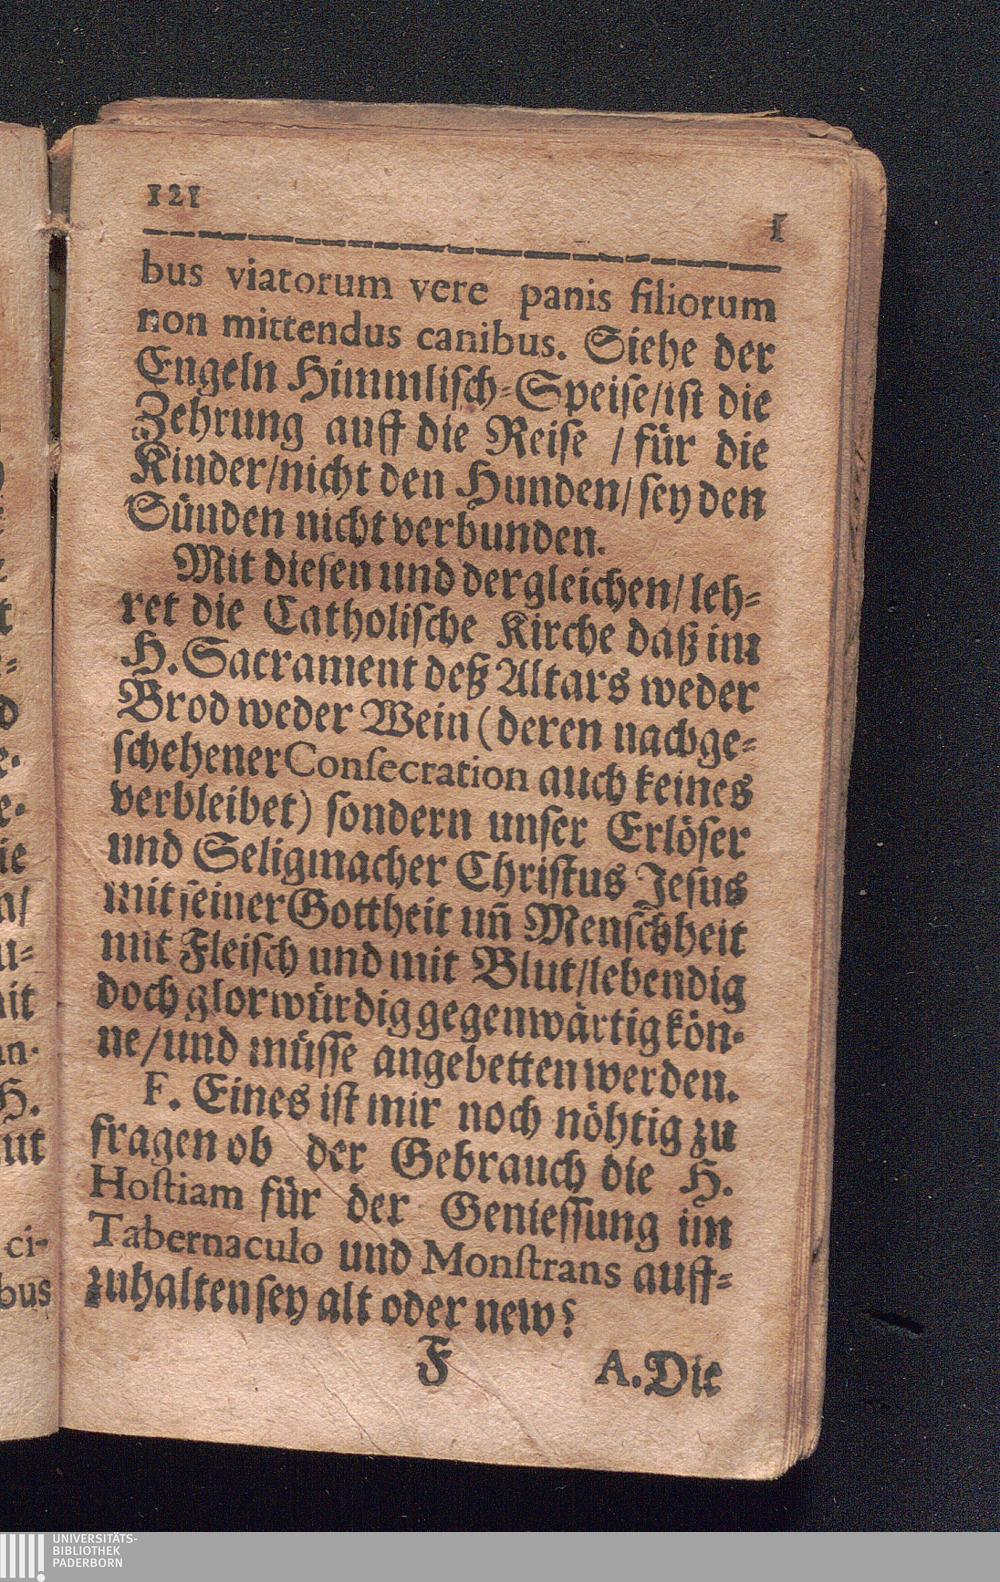 121
1
bus viatorum vere panis filiorum
non mittendus canibus. Siehe der
Engeln Himmlisch-Speise/ist die
Zehrung auff die Reise / für die
Kinder/nicht den Hunden/sey den
Sünden nicht verbunden.
Mit diesen und dergleichen/leh-
ret die Catholische Kirche daß im
H. Sacrament deß Altars weder
Brod weder Wein (deren nachge-
schehener Consecration auch keines
verbleibet) sondern unser Erlöser
und Seligmacher Christus Jesus
mit seiner Gottheit uñ Menschheit
mit Fleisch und mit Blut/lebendig
doch glorwürdig gegenwärtig kön-
ne/und müsse angebetten werden.
F. Eines ist mir noch nöhtig zu
fragen ob der Gebrauch die H.
Hostiam für der Geniessung im
Tabernaculo und Monstrans auff-
zuhalten sey alt oder new?
F A. Die
ci-
bus
UNIVERSITÄTS-
BIBLIOTHEK
PADERBORN